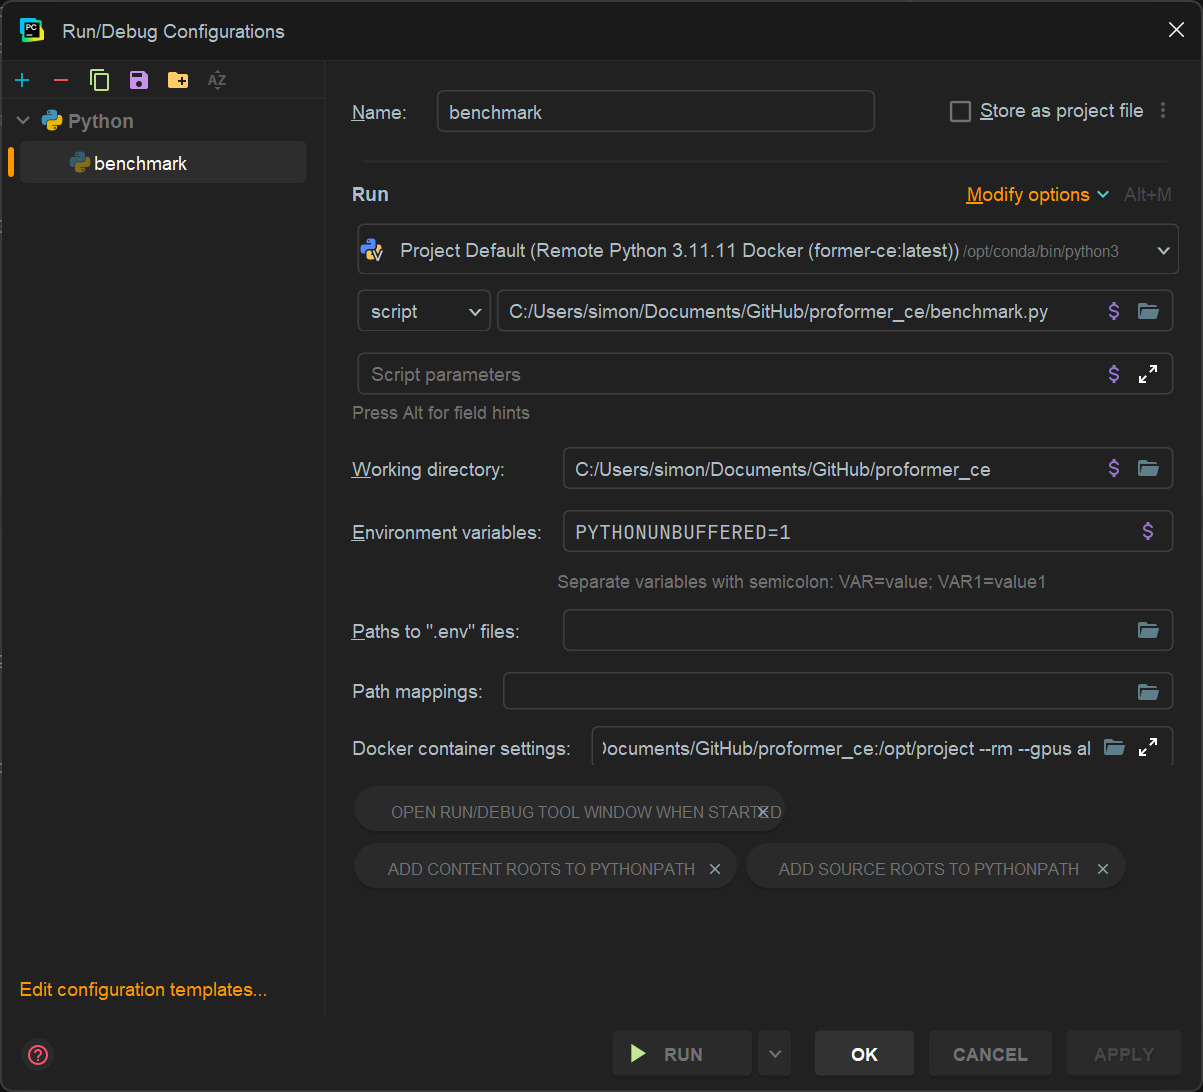 PC
Run/Debug Configurations
AZ
Python
benchmark
Name:
benchmark
Store as project file
Run
Modify options
Alt+M
Project Default (Remote Python 3.11.11 Docker (former-ce:latest)) /opt/conda/bin/python3
script
C:/Users/simon/Documents/GitHub/proformer_ce/benchmark.py
$
Script parameters
$
Press Alt for field hints
Working directory:
C:/Users/simon/Documents/GitHub/proformer_ce
$
Environment variables:
PYTHONUNBUFFERED=1
$
Separate variables with semicolon: VAR=value; VAR1=value1
Paths to ".env" files:
Path mappings:
Docker container settings:
Documents/GitHub/proformer_ce:/opt/project --rm --gpus al
OPEN RUN/DEBUG TOOL WINDOW WHEN STARTED
ADD CONTENT ROOTS TO PYTHONPATH
ADD SOURCE ROOTS TO PYTHONPATH
Edit configuration templates...
?
RUN
OK
CANCEL
APPLY